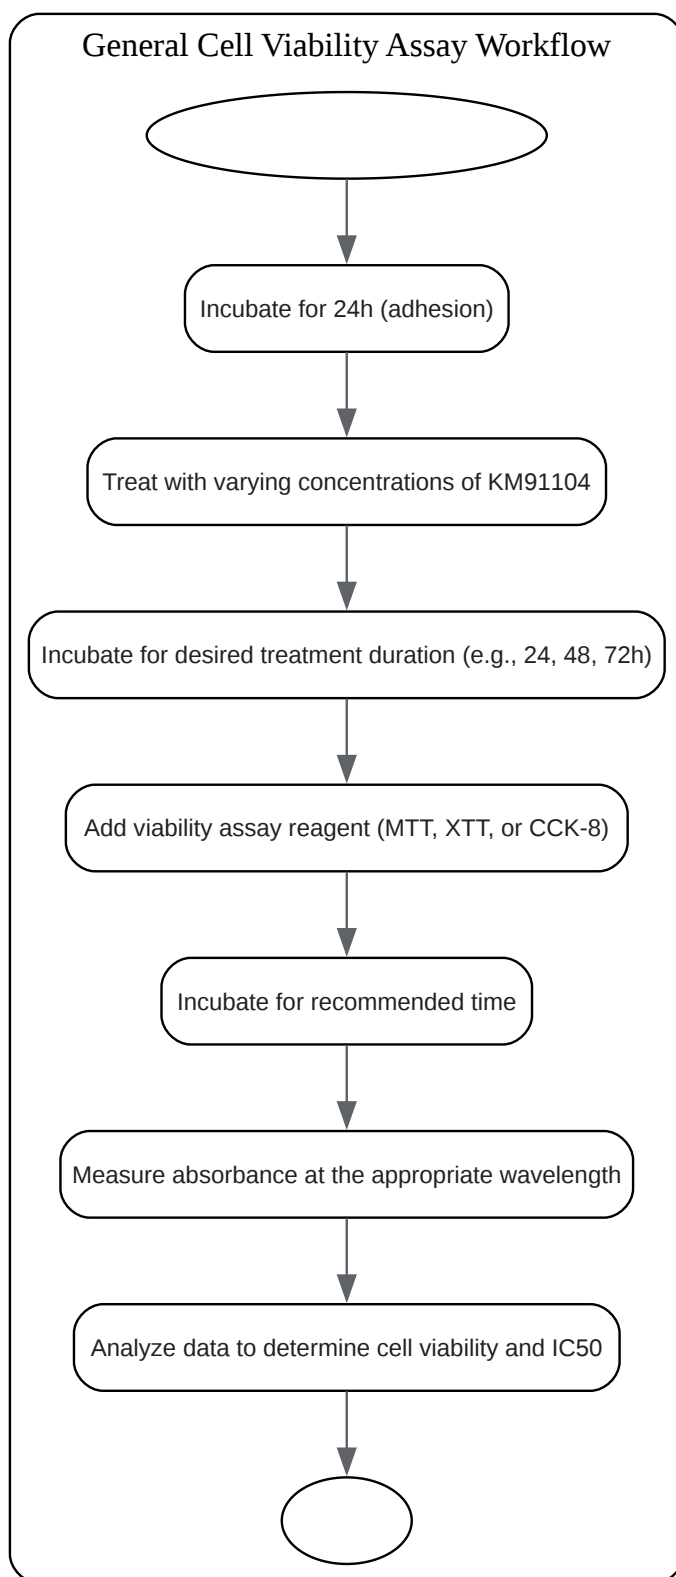 General Cell Viability Assay Workflow
Incubate for 24h (adhesion)
Treat with varying concentrations of KM91104
Incubate for desired treatment duration (e.g., 24, 48, 72h)
Add viability assay reagent (MTT, XTT, or CCK-8)
Incubate for recommended time
Measure absorbance at the appropriate wavelength
Analyze data to determine cell viability and IC50